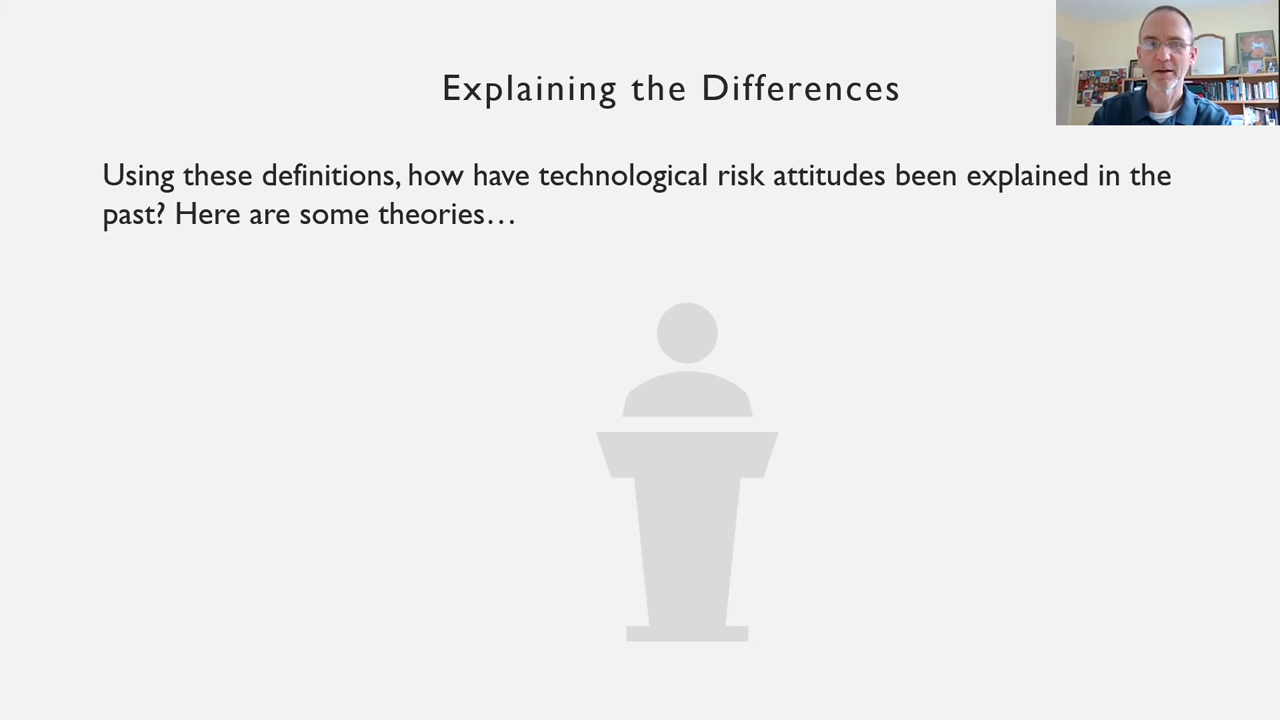 Explaining the Differences
Using these definitions, how have technological risk attitudes been explained in the
past? Here are some theories…